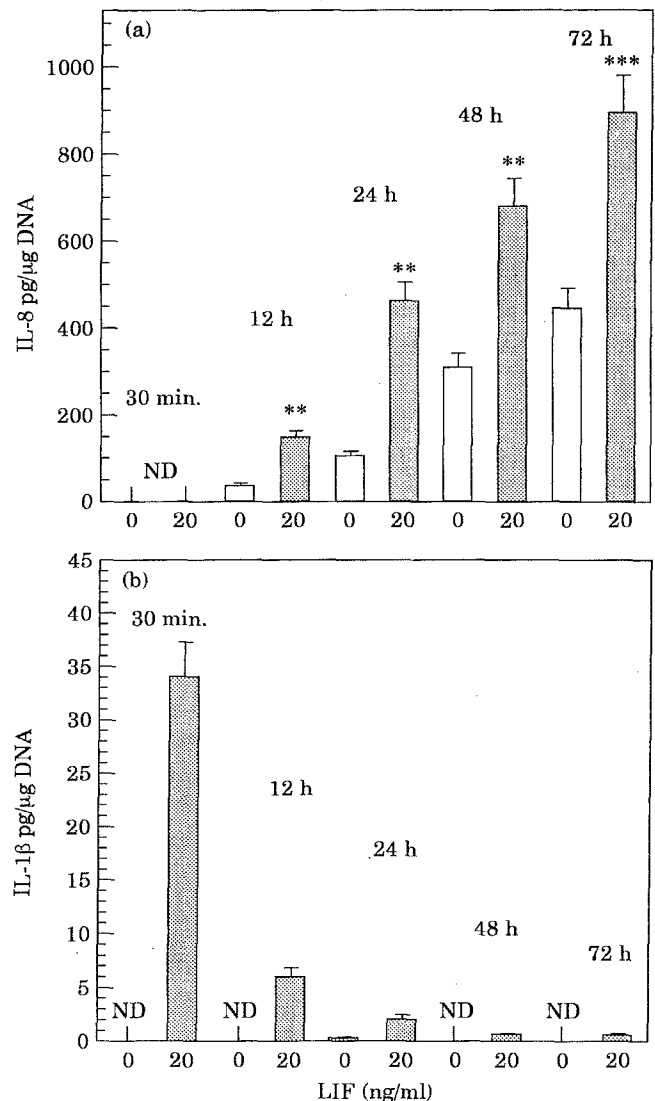 (a)
72 h
1000
***
48 h
800
**
24 h
600
**
IL-8 pg/µg DNA
400
12 h
30 min.
200
**
ND
0
0 20 0 20 0 20 0 20 0 20
45
(b)
40
30 min.
35
30
12 h
25
IL-1β pg/µg DNA
20
24 h
15
10
48 h
72 h
5
ND ND ND ND
0
0 20 0 20 0 20 0 20 0 20
LIF (ng/ml)